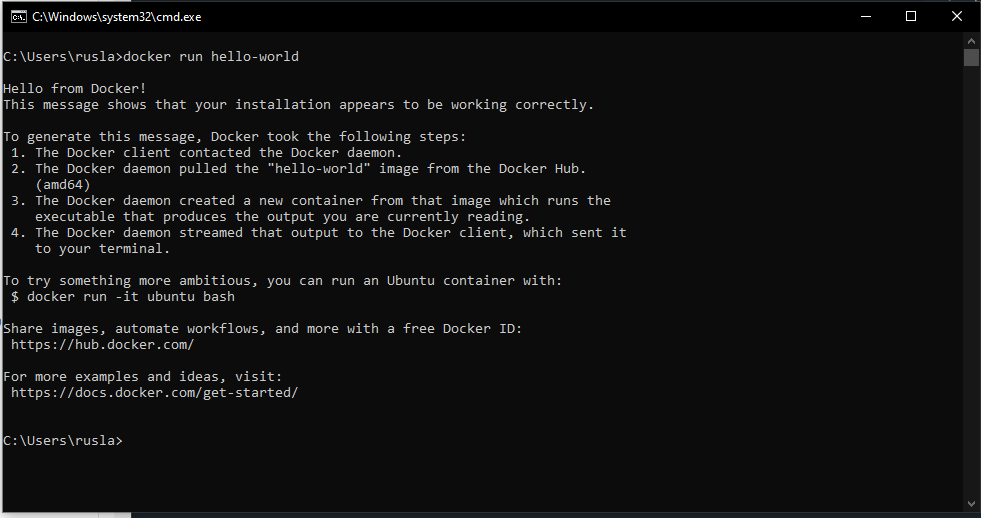 C:\Windows\system32\cmd.exe
C:\Users\rusla>docker run hello-world
Hello from Docker!
This message shows that your installation appears to be working correctly.
To generate this message, Docker took the following steps:
1. The Docker client contacted the Docker daemon.
2. The Docker daemon pulled the "hello-world" image from the Docker Hub.
(amd64)
3. The Docker daemon created a new container from that image which runs the
executable that produces the output you are currently reading.
4. The Docker daemon streamed that output to the Docker client, which sent it
to your terminal.
To try something more ambitious, you can run an Ubuntu container with:
$ docker run -it ubuntu bash
Share images, automate workflows, and more with a free Docker ID:
https://hub.docker.com/
For more examples and ideas, visit:
https://docs.docker.com/get-started/
C:\Users\rusla>